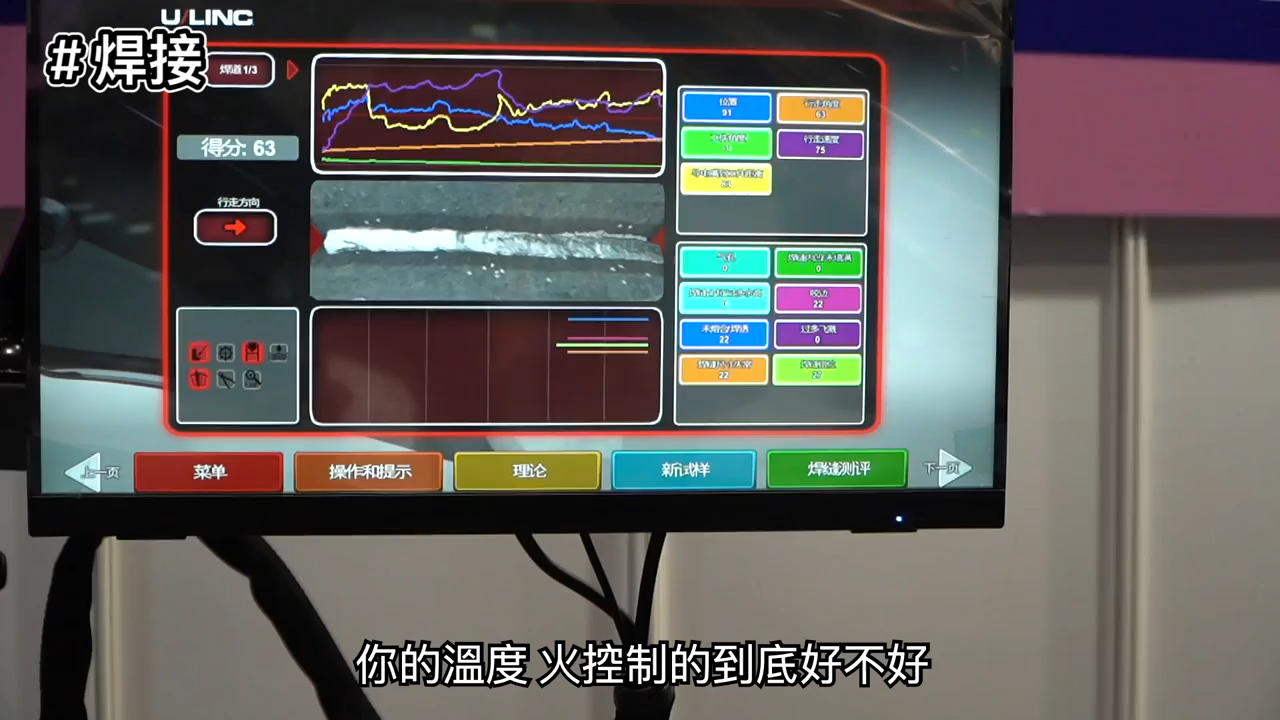 U/LINC
#焊接
焊道1/3
得分: 63
行走方向
位置
91
行走角度
63
行走速度
75
0
0
咬边
22
未熔合/焊透
22
过多飞溅
0
22
27
上一页
菜单
操作和提示
理论
新试样
焊缝测评
下一页
你的溫度 火控制的到底好不好